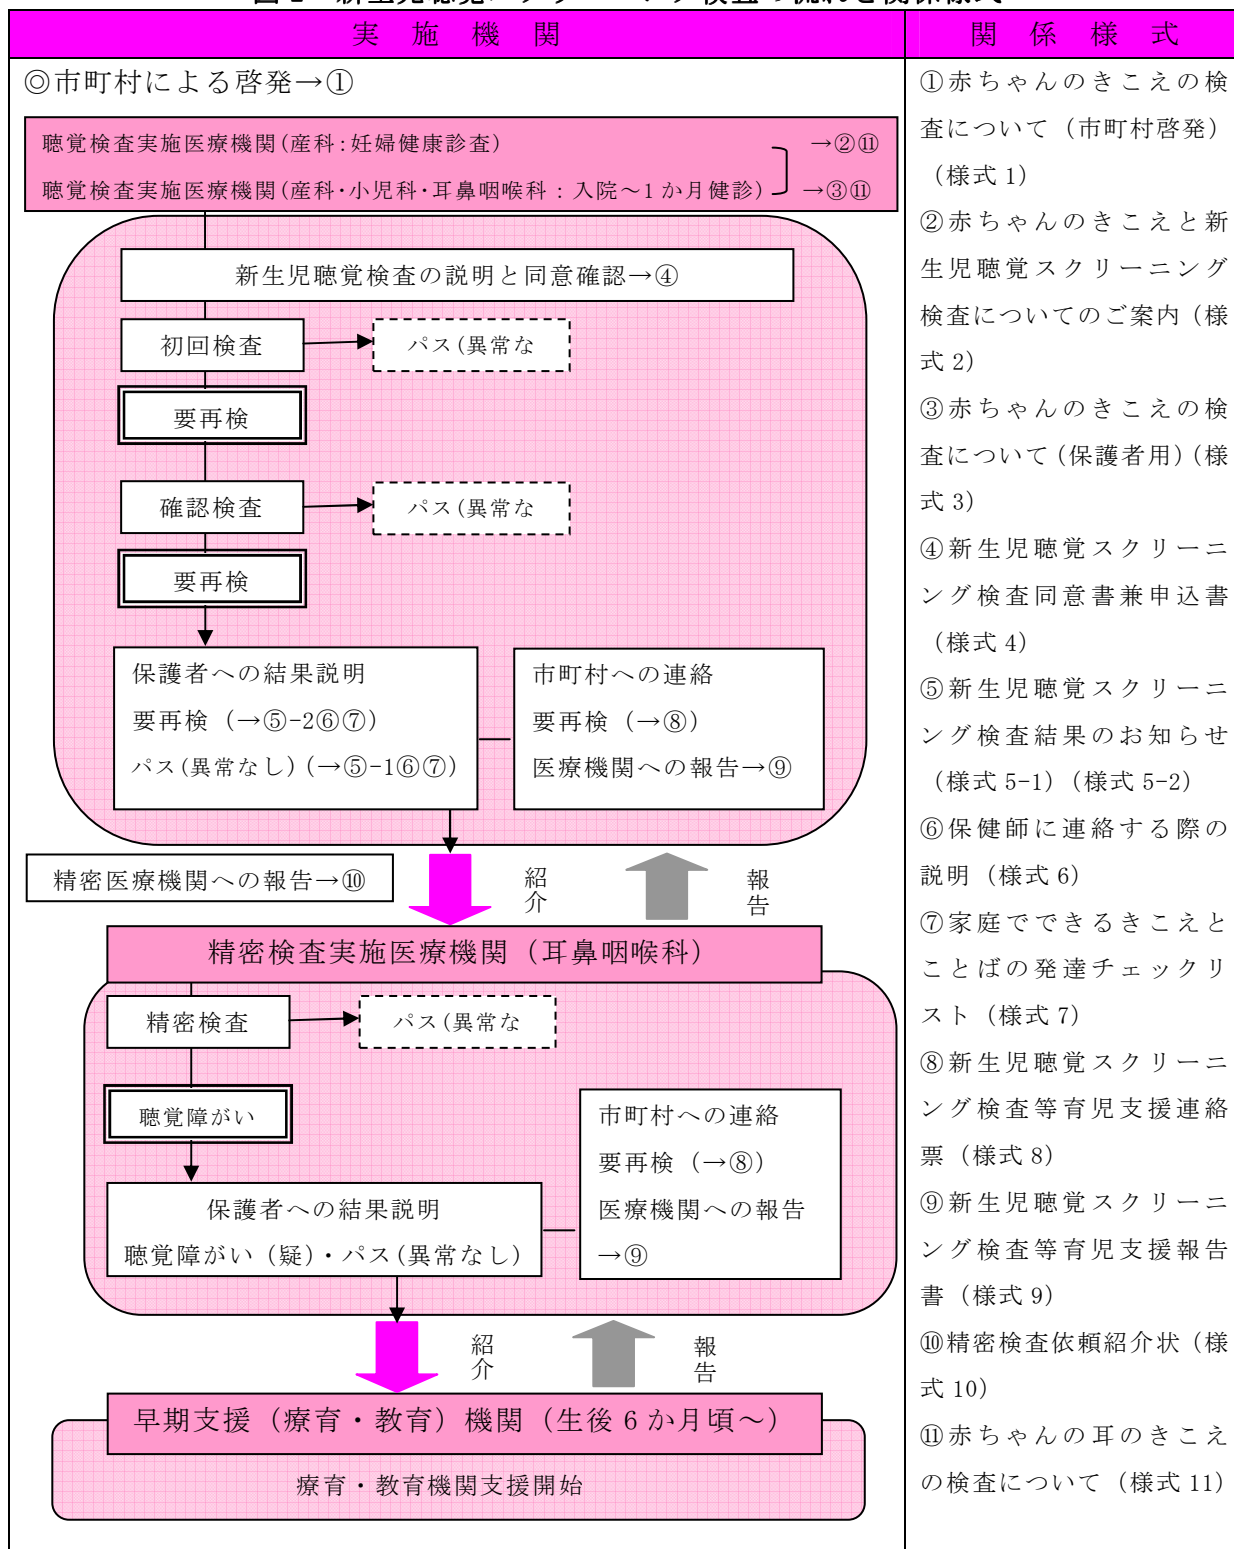 実施機関
◎市町村による啓発→①
聴覚検査実施医療機関(産科:妊婦健康診査) →②⑪
聴覚検査実施医療機関(産科・小児科・耳鼻咽喉科:入院～1か月健診) →③⑪
新生児聴覚検査の説明と同意確認→④
初回検査
パス(異常な
要再検
確認検査
パス(異常な
要再検
保護者への結果説明
要再検（→⑤-2⑥⑦）
パス(異常なし)(→⑤-1⑥⑦)
市町村への連絡
要再検（→⑧）
医療機関への報告→⑨
精密医療機関への報告→⑩
紹介
報告
精密検査実施医療機関（耳鼻咽喉科）
精密検査
パス(異常な
聴覚障がい
保護者への結果説明
聴覚障がい（疑）・パス(異常なし)
市町村への連絡
要再検（→⑧）
医療機関への報告
→⑨
紹介
報告
早期支援（療育・教育）機関（生後6か月頃～）
療育・教育機関支援開始
関係様式
①赤ちゃんのきこえの検
査について（市町村啓発）
（様式1）
②赤ちゃんのきこえと新
生児聴覚スクリーニング
検査についてのご案内（様
式2）
③赤ちゃんのきこえの検
査について(保護者用)（様
式3）
④新生児聴覚スクリーニ
ング検査同意書兼申込書
（様式4）
⑤新生児聴覚スクリーニ
ング検査結果のお知らせ
（様式5-1）（様式5-2）
⑥保健師に連絡する際の
説明（様式6）
⑦家庭でできるきこえと
ことばの発達チェックリ
スト（様式7）
⑧新生児聴覚スクリーニ
ング検査等育児支援連絡
票（様式8）
⑨新生児聴覚スクリーニ
ング検査等育児支援報告
書（様式9）
⑩精密検査依頼紹介状（様
式10）
⑪赤ちゃんの耳のきこえ
の検査について（様式11）